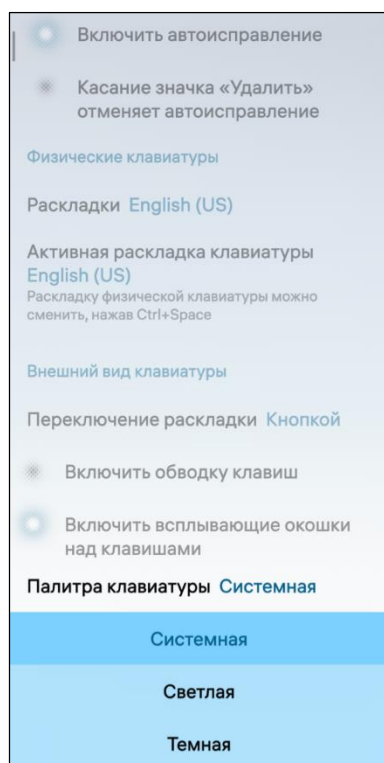 Включить автоисправление
Касание значка «Удалить»
отменяет автоисправление
Физические клавиатуры
Раскладки English (US)
Активная раскладка клавиатуры
English (US)
Раскладку физической клавиатуры можно
сменить, нажав Ctrl+Space
Внешний вид клавиатуры
Переключение раскладки Кнопкой
Включить обводку клавиш
Включить всплывающие окошки
над клавишами
Палитра клавиатуры Системная
Системная
Светлая
Темная